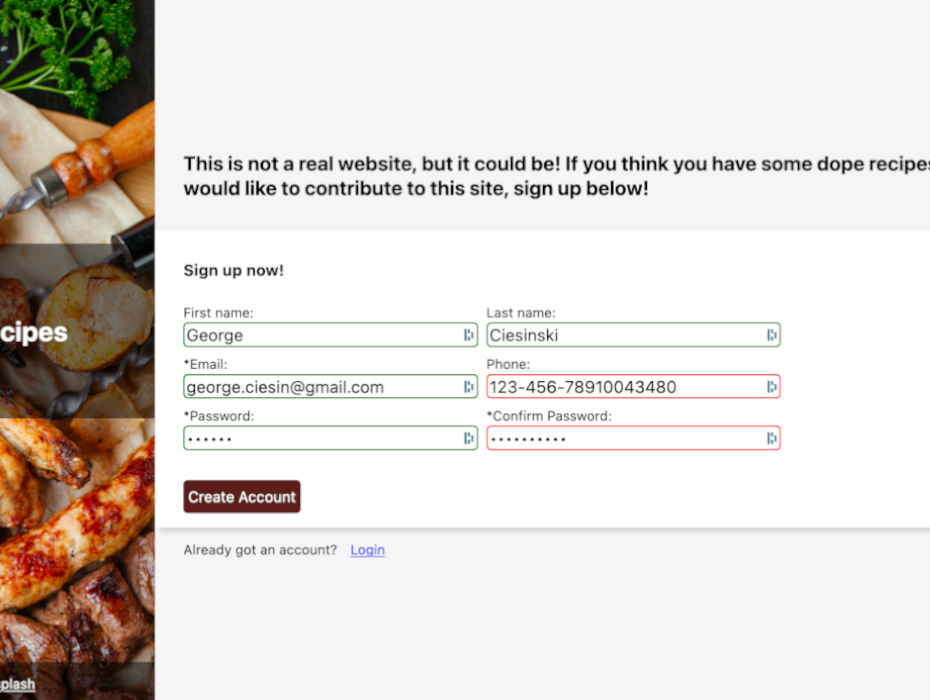 This is not a real website, but it could be! If you think you have some dope recipes
would like to contribute to this site, sign up below!
cipes
Sign up now!
First name: Last name:
George Ciesinski
*Email: Phone:
george.ciesin@gmail.com 123-456-78910043480
*Password: *Confirm Password:
•••••• ••••••••••
Create Account
Already got an account? Login
plash